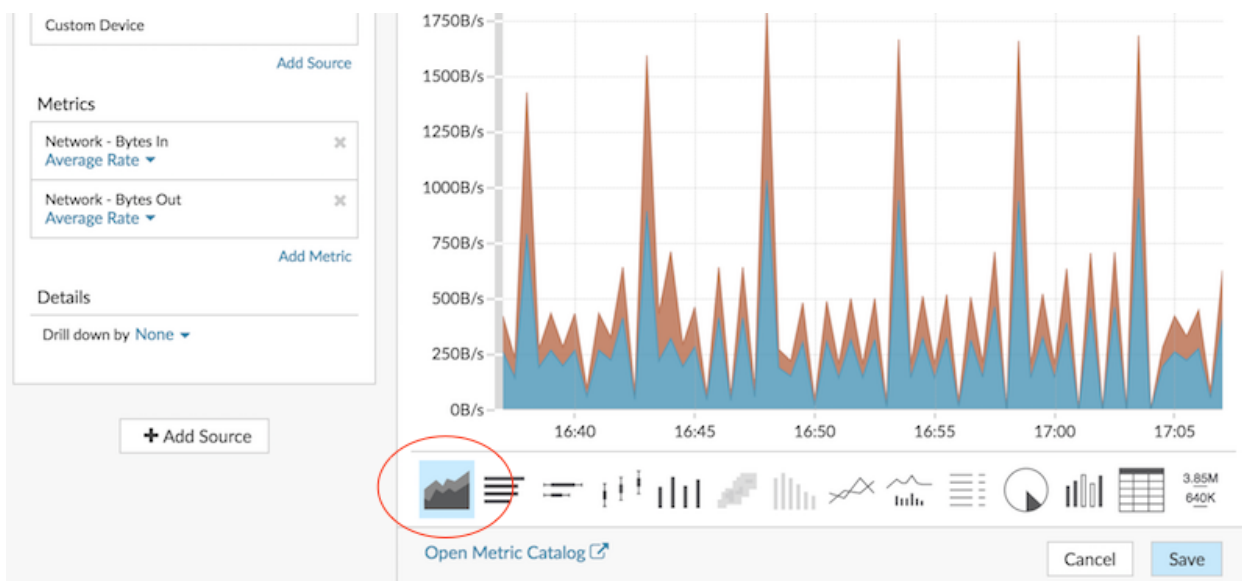 Custom Device
Add Source
Metrics
Network - Bytes In
Average Rate
Network - Bytes Out
Average Rate
Add Metric
Details
Drill down by None
+ Add Source
1750B/s
1500B/s
1250B/s
1000B/s
750B/s
500B/s
250B/s
0B/s
16:40 16:45 16:50 16:55 17:00 17:05
3.85M
640K
Open Metric Catalog
Cancel Save